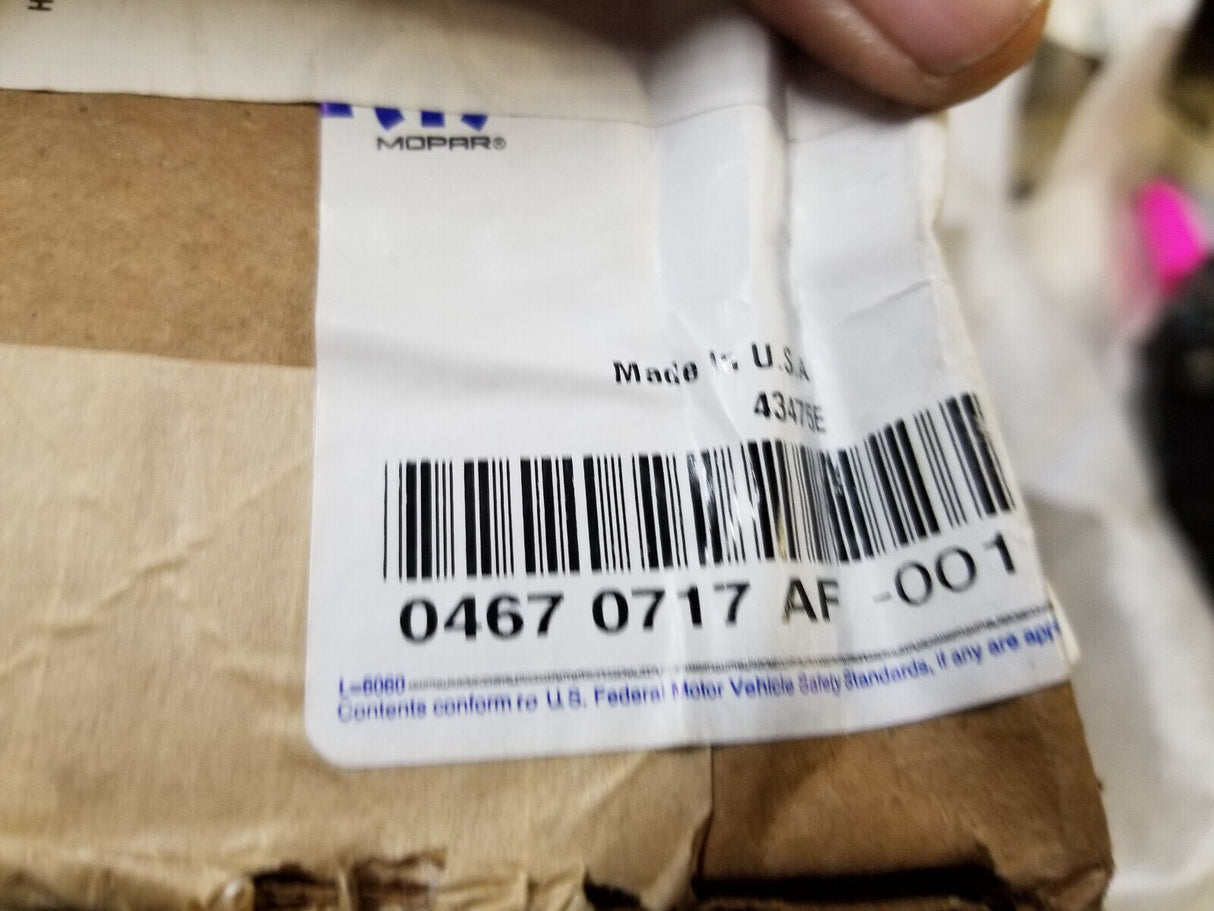 MOPAR®
Made in U.S.A
43475E
0467 0717 AF -001
L-6060
Contents conform to U.S. Federal Motor Vehicle Safety Standards, if any are